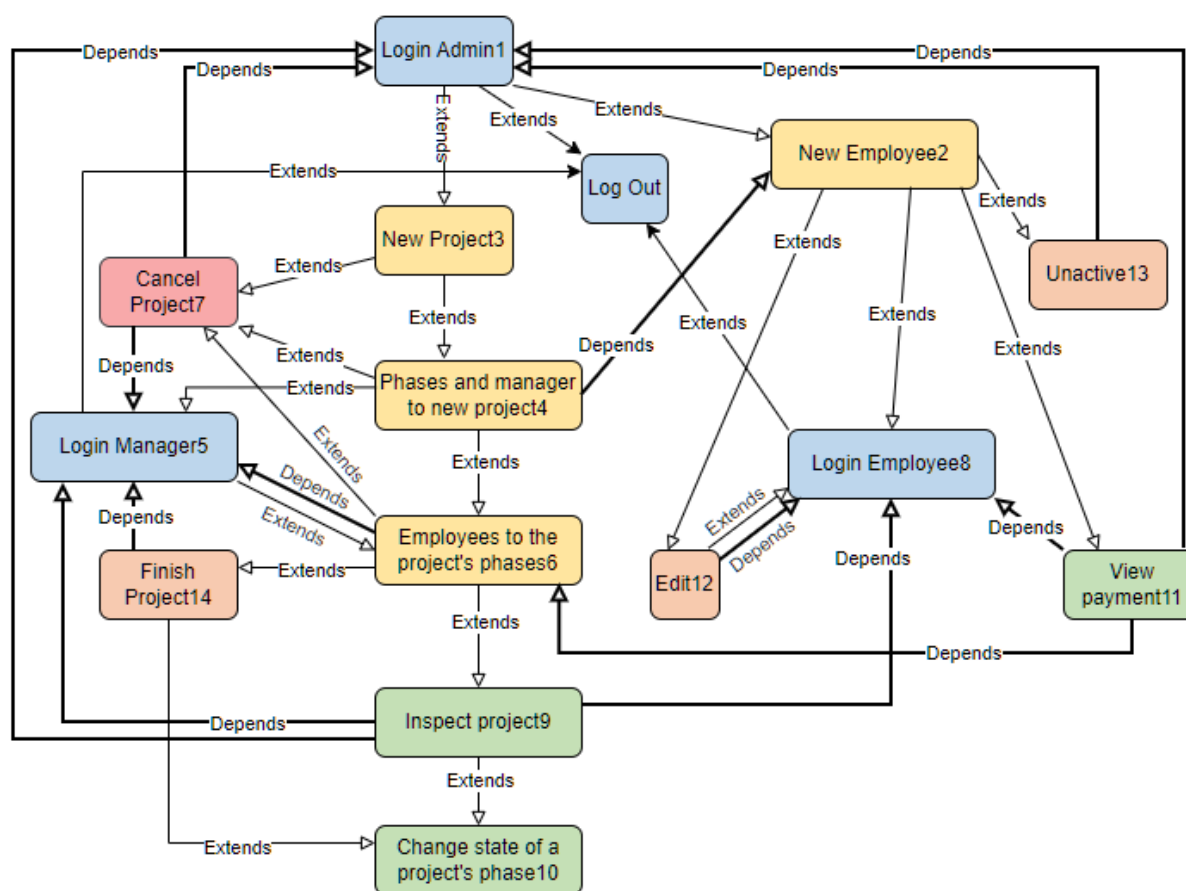 Login Admin1
Depends
Depends
Depends
Depends
Extends
Extends
Extends
New Employee2
Extends
Log Out
Extends
New Project3
Extends
Extends
Unactive13
Cancel
Project7
Extends
Extends
Extends
Extends
Depends
Depends
Extends
Extends
Phases and manager
to new project4
Extends
Login Manager5
Extends
Extends
Login Employee8
Depends
Extends
Extends
Depends
Depends
Depends
Employees to the
project's phases6
Depends
Finish
Project14
Extends
Edit12
View
payment11
Extends
Depends
Depends
Inspect project9
Extends
Extends
Change state of a
project's phase10